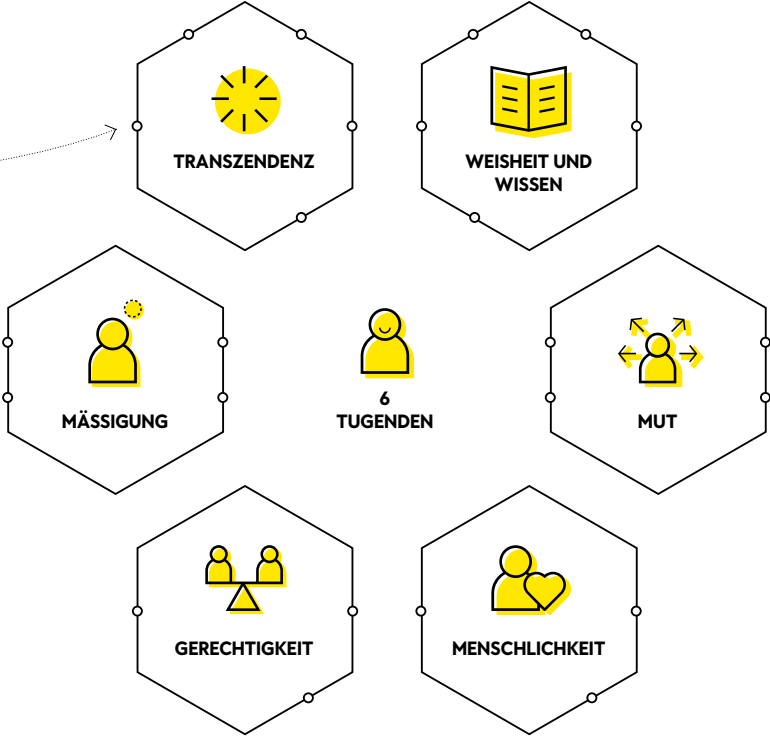 TRANSZENDENZ
WEISHEIT UND
WISSEN
MÄSSIGUNG
6
TUGENDEN
MUT
GERECHTIGKEIT
MENSCHLICHKEIT